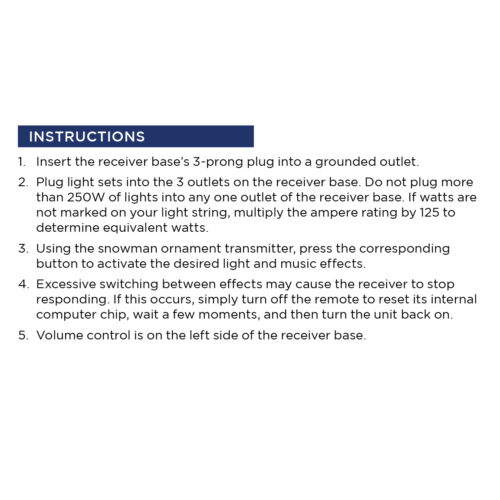 INSTRUCTIONS
1. Insert the receiver base's 3-prong plug into a grounded outlet.
2. Plug light sets into the 3 outlets on the receiver base. Do not plug more
than 250W of lights into any one outlet of the receiver base. If watts are
not marked on your light string, multiply the ampere rating by 125 to
determine equivalent watts.
3. Using the snowman ornament transmitter, press the corresponding
button to activate the desired light and music effects.
4. Excessive switching between effects may cause the receiver to stop
responding. If this occurs, simply turn off the remote to reset its internal
computer chip, wait a few moments, and then turn the unit back on.
5. Volume control is on the left side of the receiver base.